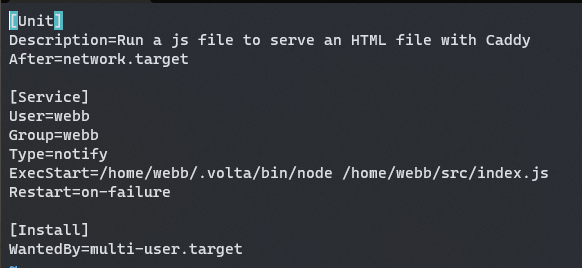 [Unit]
Description=Run a js file to serve an HTML file with Caddy
After=network.target

[Service]
User=webb
Group=webb
Type=notify
ExecStart=/home/webb/.volta/bin/node /home/webb/src/index.js
Restart=on-failure

[Install]
WantedBy=multi-user.target
~